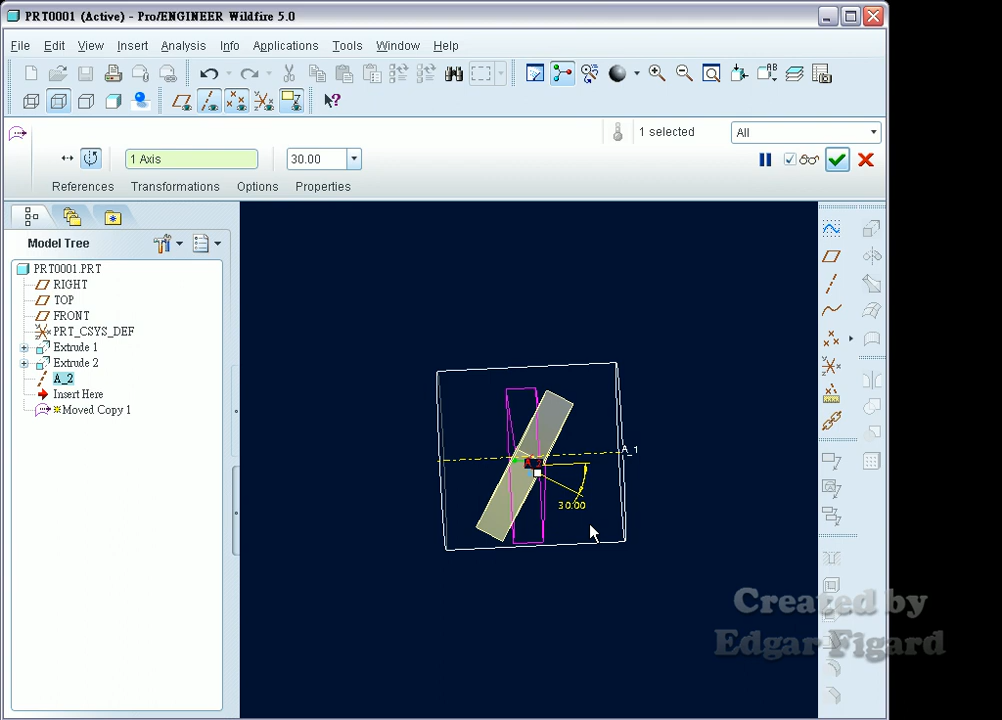 PRT0001 (Active) - Pro/ENGINEER Wildfire 5.0
File Edit View Insert Analysis Info Applications Tools Window Help
1 selected All
1 Axis 30.00
References Transformations Options Properties
Model Tree
PRT0001.PRT
RIGHT
TOP
FRONT
PRT_CSYS_DEF
Extrude 1
Extrude 2
A_2
Insert Here
Moved Copy 1
A_1
A_2
30.00
Created by
Edgar Figard